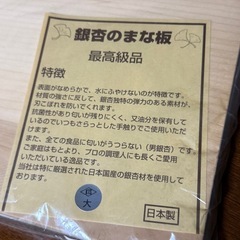 銀杏のまな板
最高級品
特徴
表面がなめらかで、水にふやけないのが特徴です。
材質の強さに反して、銀杏独特の弾力のある素材が、
刃こぼれを防いでくれます。
抗菌性があり匂いが残りにくく、又油分を保有して
いるのでいつもさらっとした手触りでご使用いただ
けます。
また、全ての食品に匂いがうつらない（男銀杏）です。
ご家庭はもとより、プロの調理人にも長くご愛用
いただいている逸品です。
当社は特に厳選された日本国産の銀杏材を使用して
おります。
大
日本製